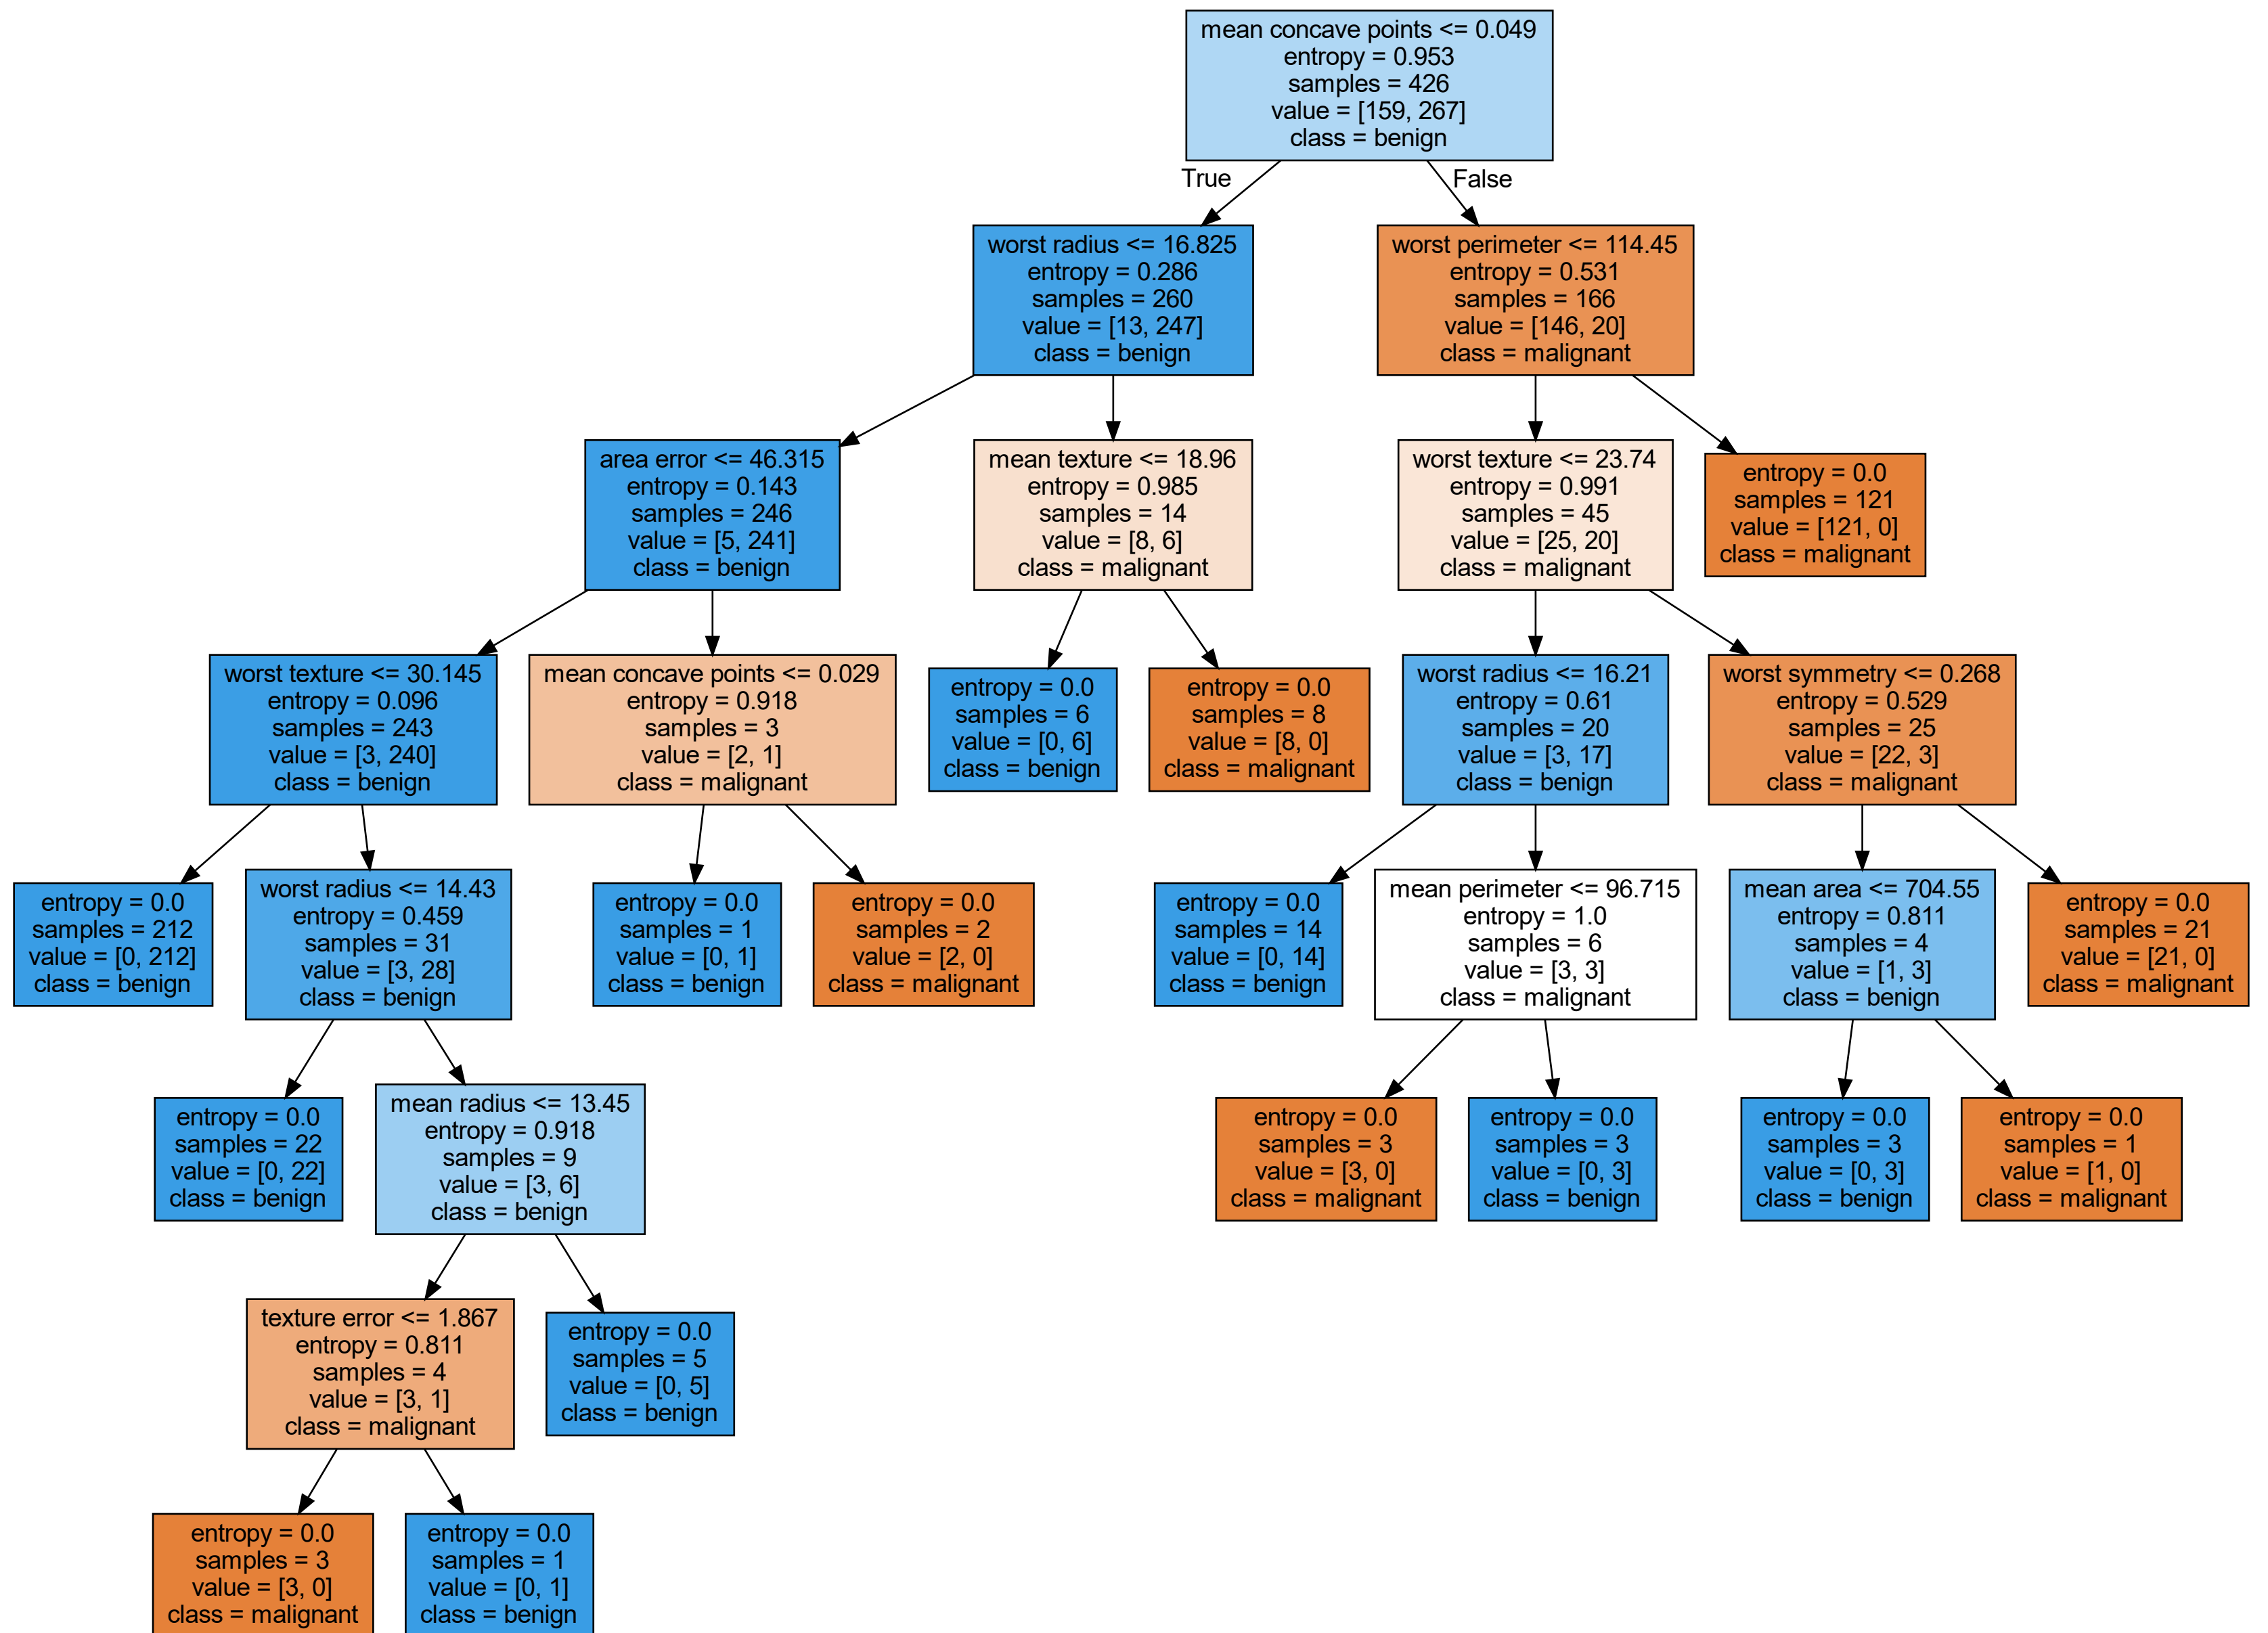 mean concave points <= 0.049
entropy = 0.953
samples = 426
value = [159, 267]
class = benign
True
False
worst radius <= 16.825
entropy = 0.286
samples = 260
value = [13, 247]
class = benign
worst perimeter <= 114.45
entropy = 0.531
samples = 166
value = [146, 20]
class = malignant
area error <= 46.315
entropy = 0.143
samples = 246
value = [5, 241]
class = benign
mean texture <= 18.96
entropy = 0.985
samples = 14
value = [8, 6]
class = malignant
worst texture <= 23.74
entropy = 0.991
samples = 45
value = [25, 20]
class = malignant
entropy = 0.0
samples = 121
value = [121, 0]
class = malignant
worst texture <= 30.145
entropy = 0.096
samples = 243
value = [3, 240]
class = benign
mean concave points <= 0.029
entropy = 0.918
samples = 3
value = [2, 1]
class = malignant
entropy = 0.0
samples = 6
value = [0, 6]
class = benign
entropy = 0.0
samples = 8
value = [8, 0]
class = malignant
worst radius <= 16.21
entropy = 0.61
samples = 20
value = [3, 17]
class = benign
worst symmetry <= 0.268
entropy = 0.529
samples = 25
value = [22, 3]
class = malignant
entropy = 0.0
samples = 212
value = [0, 212]
class = benign
worst radius <= 14.43
entropy = 0.459
samples = 31
value = [3, 28]
class = benign
entropy = 0.0
samples = 1
value = [0, 1]
class = benign
entropy = 0.0
samples = 2
value = [2, 0]
class = malignant
entropy = 0.0
samples = 14
value = [0, 14]
class = benign
mean perimeter <= 96.715
entropy = 1.0
samples = 6
value = [3, 3]
class = malignant
mean area <= 704.55
entropy = 0.811
samples = 4
value = [1, 3]
class = benign
entropy = 0.0
samples = 21
value = [21, 0]
class = malignant
entropy = 0.0
samples = 22
value = [0, 22]
class = benign
mean radius <= 13.45
entropy = 0.918
samples = 9
value = [3, 6]
class = benign
entropy = 0.0
samples = 3
value = [3, 0]
class = malignant
entropy = 0.0
samples = 3
value = [0, 3]
class = benign
entropy = 0.0
samples = 3
value = [0, 3]
class = benign
entropy = 0.0
samples = 1
value = [1, 0]
class = malignant
texture error <= 1.867
entropy = 0.811
samples = 4
value = [3, 1]
class = malignant
entropy = 0.0
samples = 5
value = [0, 5]
class = benign
entropy = 0.0
samples = 3
value = [3, 0]
class = malignant
entropy = 0.0
samples = 1
value = [0, 1]
class = benign